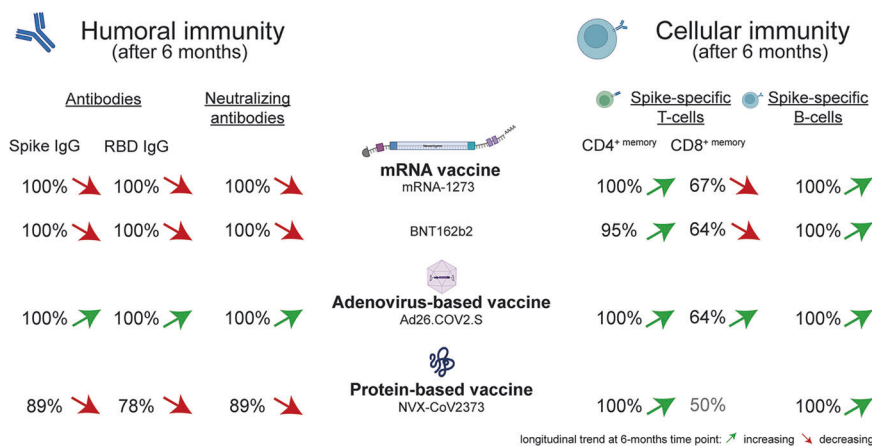 Humoral immunity
(after 6 months)
Cellular immunity
(after 6 months)
Antibodies
Neutralizing
antibodies
Spike-specific
T-cells
Spike-specific
B-cells
Spike IgG RBD IgG
CD4+ memory CD8+ memory
AAAA
mRNA vaccine
mRNA-1273
100% 100% 100% 100% 67% 100%
BNT162b2
100% 100% 100% 95% 64% 100%
Adenovirus-based vaccine
Ad26.COV2.S
100% 100% 100% 100% 64% 100%
Protein-based vaccine
NVX-CoV2373
89% 78% 89% 100% 50% 100%
longitudinal trend at 6-months time point: increasing decreasing